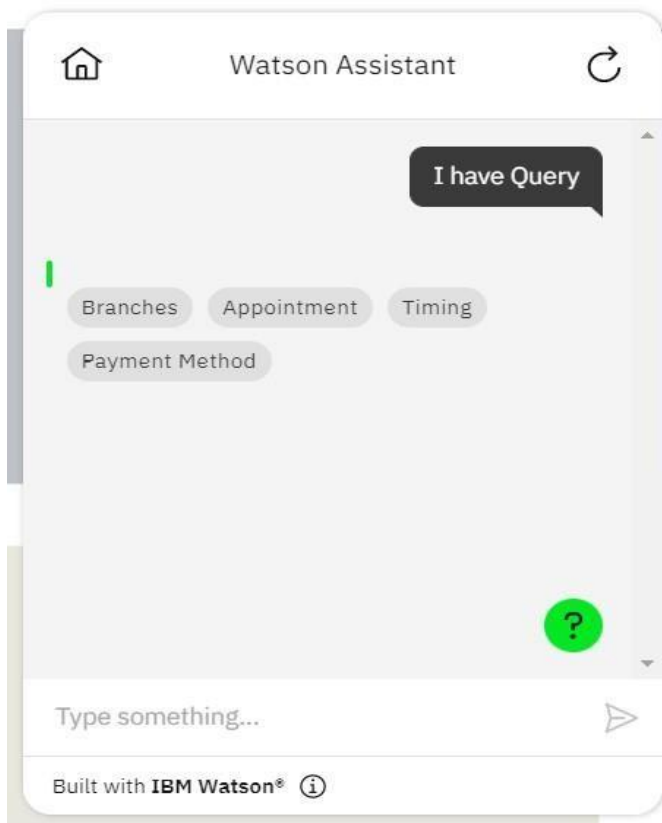 Watson Assistant
I have Query
Branches Appointment Timing
Payment Method
?
Type something...
Built with IBM Watson®